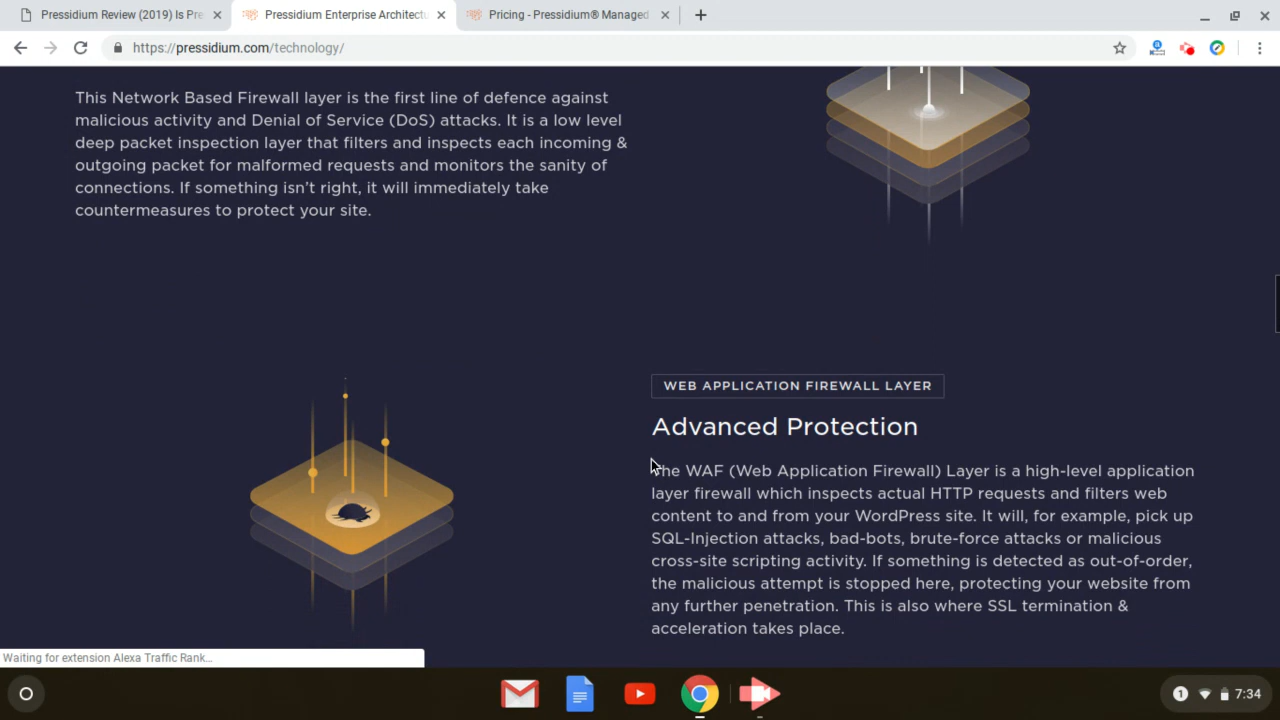 Pressidium Review (2019) Is Pre
Pressidium Enterprise Architectu
Pricing - Pressidium® Managed
https://pressidium.com/technology/
This Network Based Firewall layer is the first line of defence against
malicious activity and Denial of Service (DoS) attacks. It is a low level
deep packet inspection layer that filters and inspects each incoming &
outgoing packet for malformed requests and monitors the sanity of
connections. If something isn't right, it will immediately take
countermeasures to protect your site.
WEB APPLICATION FIREWALL LAYER
Advanced Protection
The WAF (Web Application Firewall) Layer is a high-level application
layer firewall which inspects actual HTTP requests and filters web
content to and from your WordPress site. It will, for example, pick up
SQL-Injection attacks, bad-bots, brute-force attacks or malicious
cross-site scripting activity. If something is detected as out-of-order,
the malicious attempt is stopped here, protecting your website from
any further penetration. This is also where SSL termination &
acceleration takes place.
Waiting for extension Alexa Traffic Rank...
1 7:34